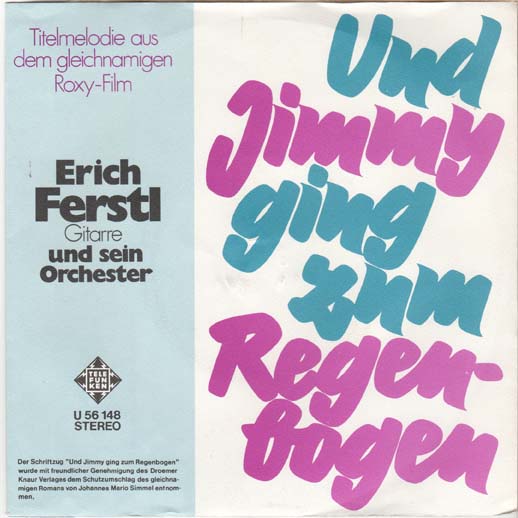 Titelmelodie aus
dem gleichnamigen
Roxy-Film
Erich
Ferstl
Gitarre
und sein
Orchester
TELE
FUN
KEN
U 56 148
STEREO
Der Schriftzug "Und Jimmy ging zum Regenbogen"
wurde mit freundlicher Genehmigung des Droemer
Knaur Verlages dem Schutzumschlag des gleichna-
migen Romans von Johannes Mario Simmel entnom-
men.
Und
Jimmy
ging
zum
Regen-
bogen